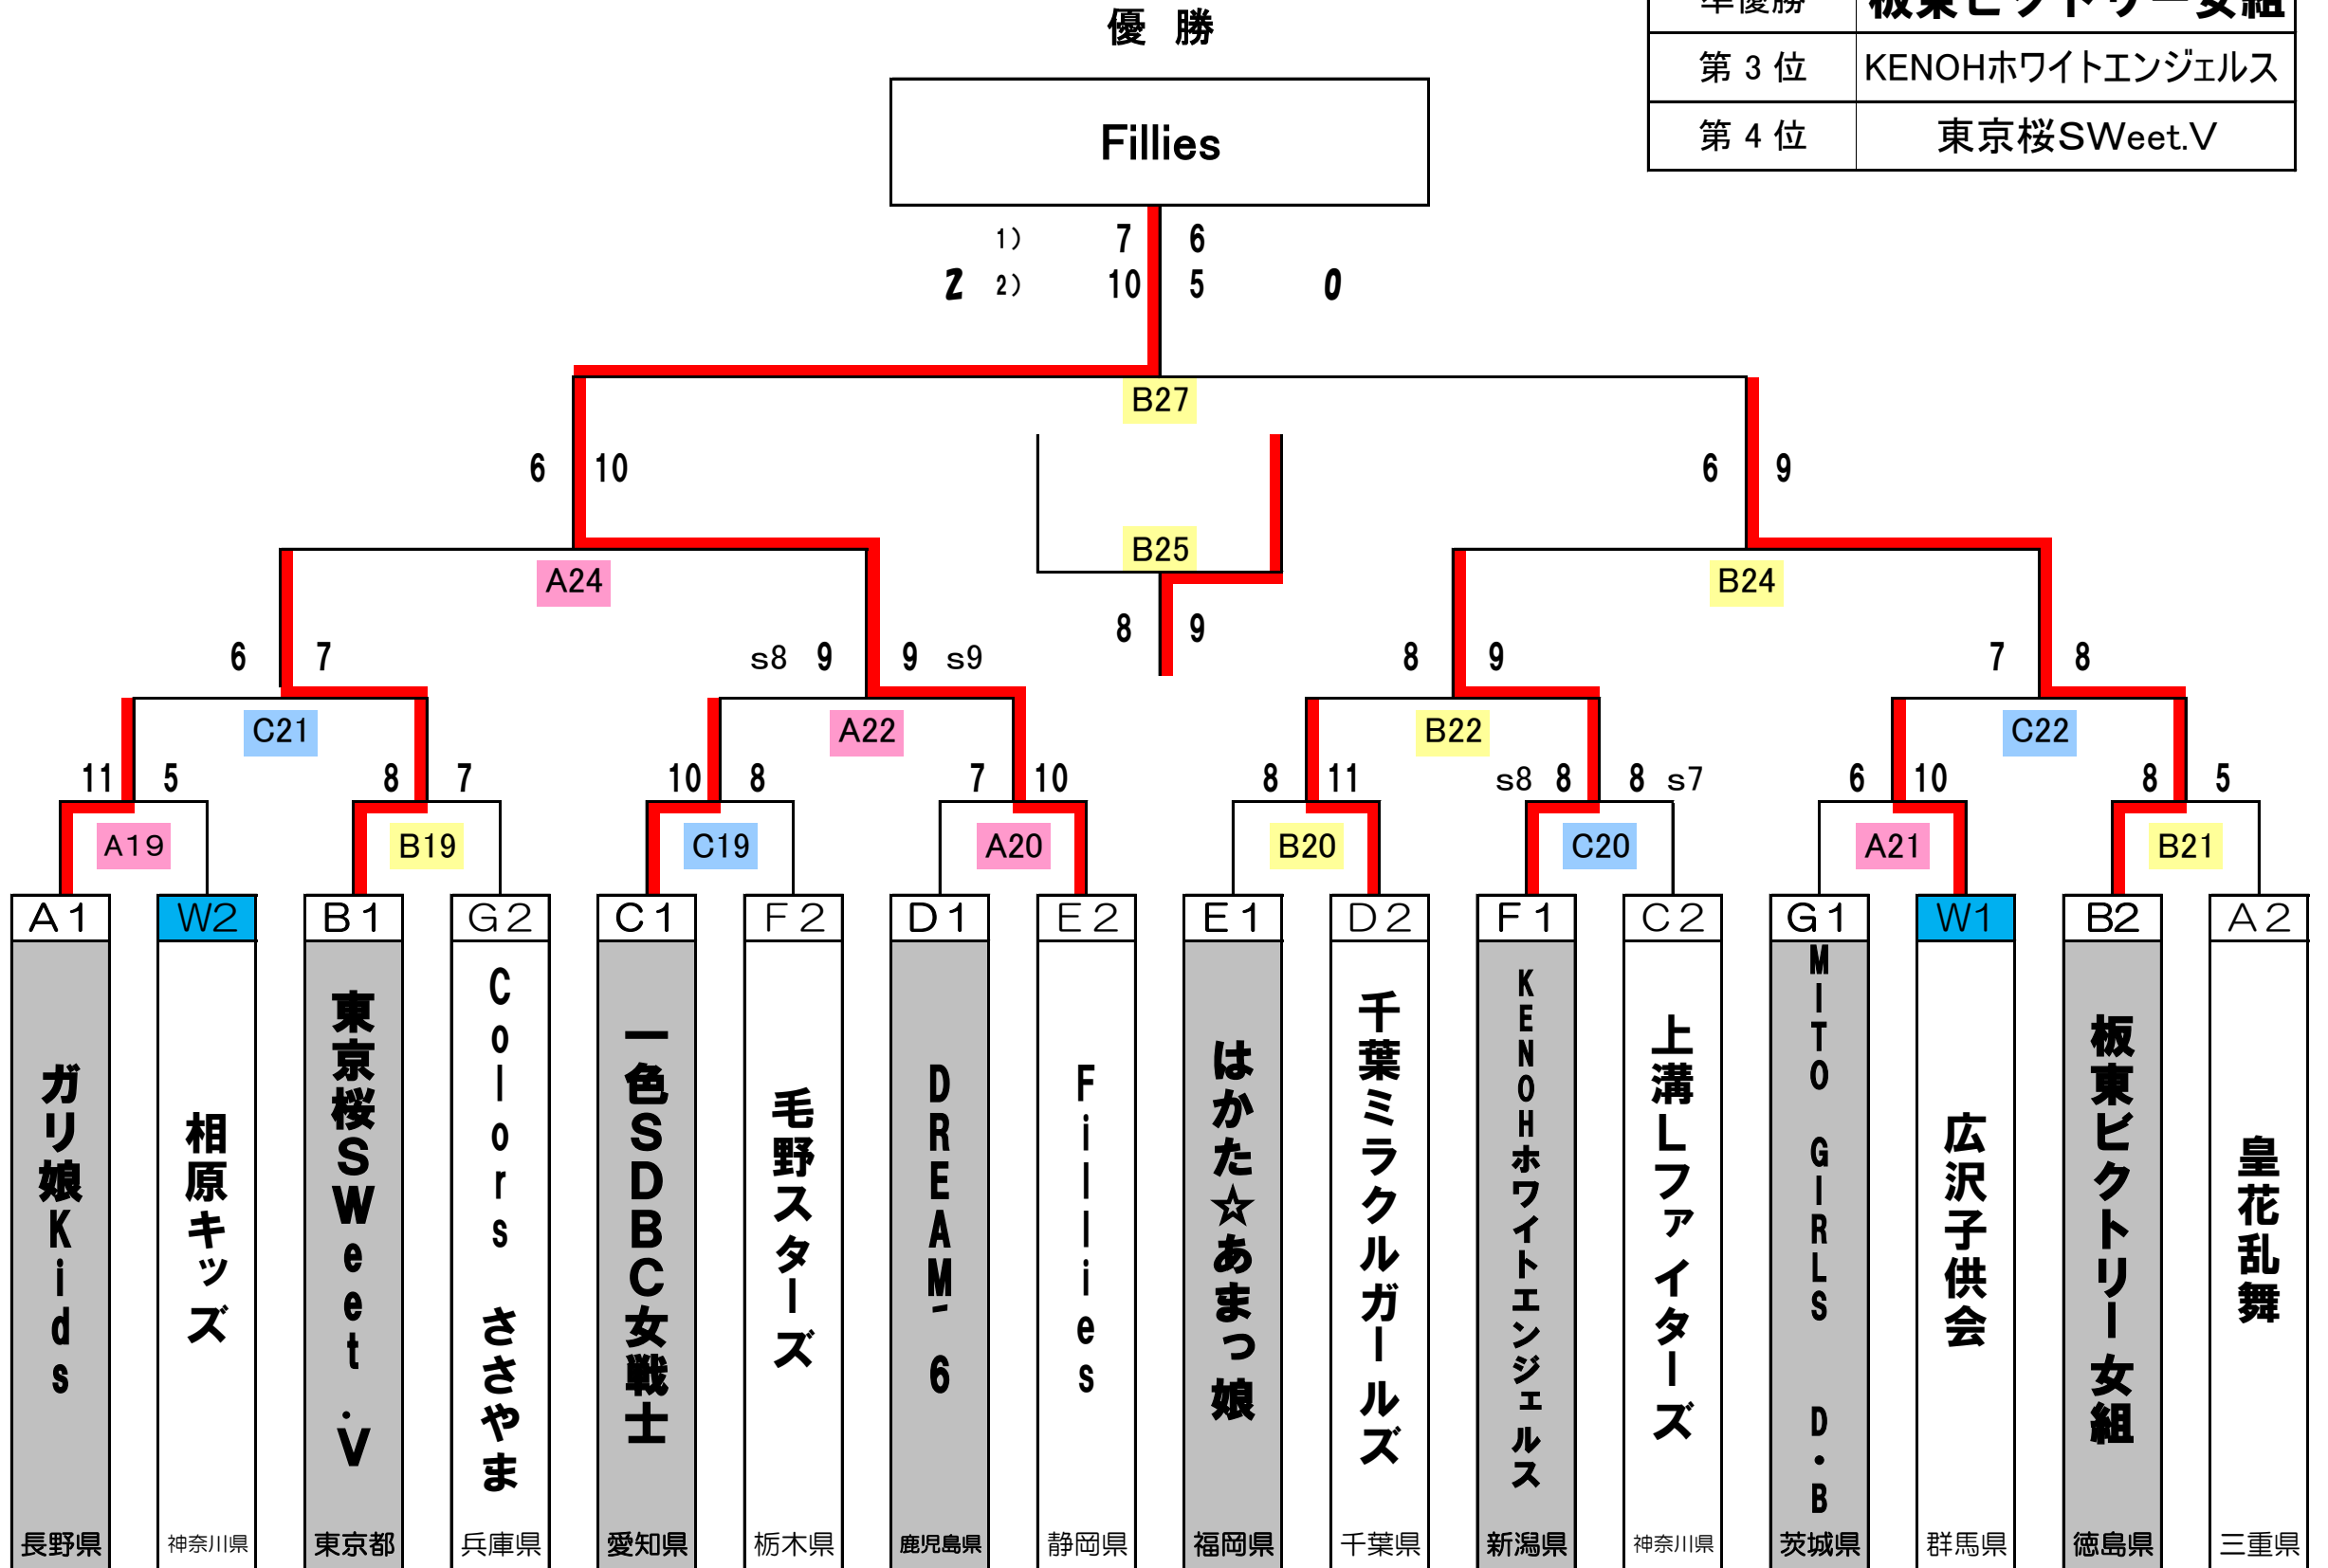 優 勝
準優勝 板東ビクトリー女組
第 3 位 KENOHホワイトエンジェルス
第 4 位 東京桜SWeet.V
Fillies
1) 7 6
2 2) 10 5 0
B27
6 10 6 9
B25
A24 B24
8 9
6 7 s8 9 9 s9 8 9 7 8
C21 A22 B22 C22
11 5 8 7 10 8 7 10 8 11 s8 8 8 s7 6 10 8 5
A19 B19 C19 A20 B20 C20 A21 B21
A1 W2 B1 G2 C1 F2 D1 E2 E1 D2 F1 C2 G1 W1 B2 A2
ガリ娘Kids
相原キッズ
東京桜SWeet.V
Colors ささやま
一色SDBC女戦士
毛野スターズ
DREAM'6
Fillies
はかた☆あまっ娘
千葉ミラクルガールズ
KENOHホワイトエンジェルス
上溝Lファイターズ
MITO GIRLS D・B
広沢子供会
板東ビクトリー女組
皇花乱舞
長野県 神奈川県 東京都 兵庫県 愛知県 栃木県 鹿児島県 静岡県 福岡県 千葉県 新潟県 神奈川県 茨城県 群馬県 徳島県 三重県